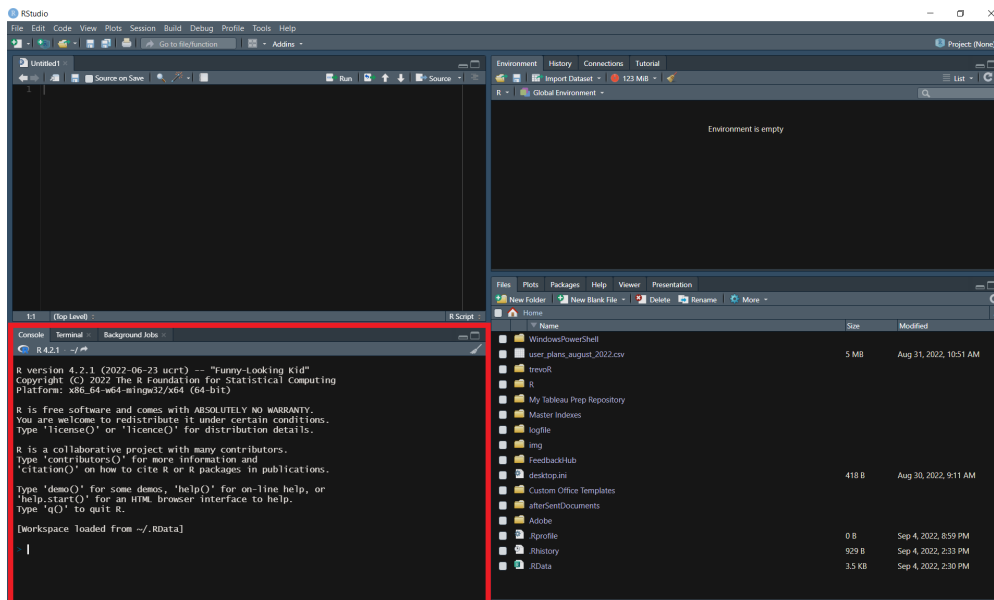 RStudio
File Edit Code View Plots Session Build Debug Profile Tools Help
Go to file/function Addins Project: (None)
Untitled1
Source on Save Run Source
1
1:1 (Top Level) R Script
Console Terminal Background Jobs
R 4.2.1 · ~/
R version 4.2.1 (2022-06-23 ucrt) -- "Funny-Looking Kid"
Copyright (C) 2022 The R Foundation for Statistical Computing
Platform: x86_64-w64-mingw32/x64 (64-bit)
R is free software and comes with ABSOLUTELY NO WARRANTY.
You are welcome to redistribute it under certain conditions.
Type 'license()' or 'licence()' for distribution details.
R is a collaborative project with many contributors.
Type 'contributors()' for more information and
'citation()' on how to cite R or R packages in publications.
Type 'demo()' for some demos, 'help()' for on-line help, or
'help.start()' for an HTML browser interface to help.
Type 'q()' to quit R.
[Workspace loaded from ~/.RData]
>
Environment History Connections Tutorial
Import Dataset 123 MiB List
R Global Environment
Environment is empty
Files Plots Packages Help Viewer Presentation
New Folder New Blank File Delete Rename More
Home
Name Size Modified
WindowsPowerShell
user_plans_august_2022.csv 5 MB Aug 31, 2022, 10:51 AM
trevoR
R
My Tableau Prep Repository
Master Indexes
logfile
img
FeedbackHub
desktop.ini 418 B Aug 30, 2022, 9:11 AM
Custom Office Templates
afterSentDocuments
Adobe
.Rprofile 0 B Sep 4, 2022, 8:59 PM
.Rhistory 929 B Sep 4, 2022, 2:33 PM
.RData 3.5 KB Sep 4, 2022, 2:30 PM